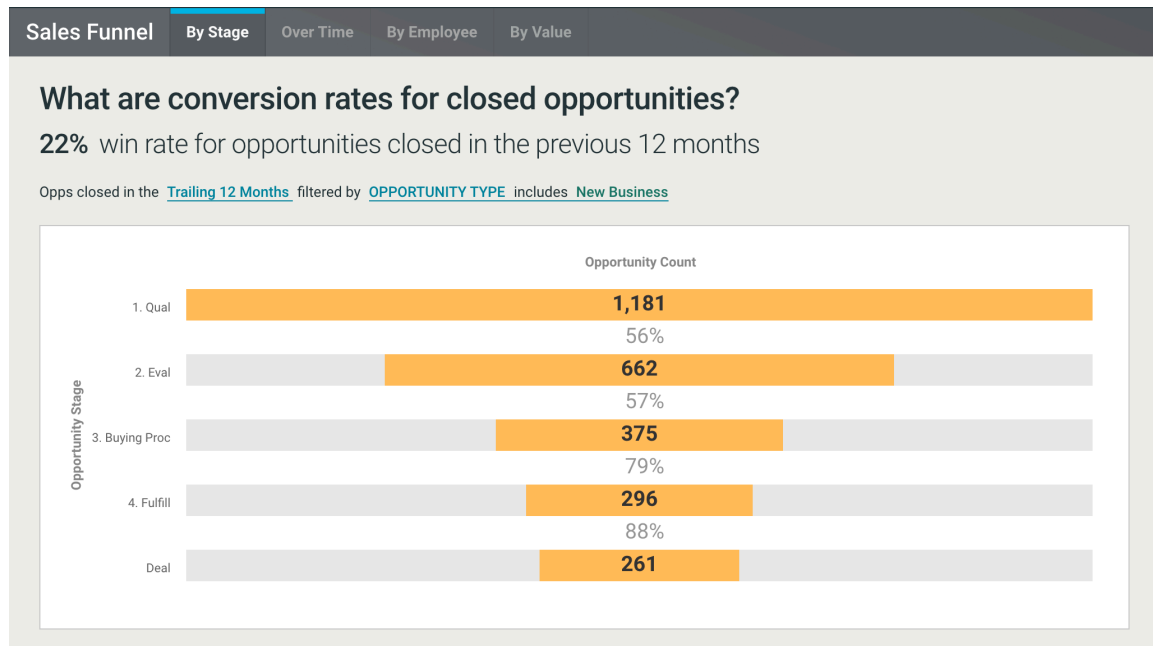 Sales Funnel By Stage Over Time By Employee By Value
What are conversion rates for closed opportunities?
22% win rate for opportunities closed in the previous 12 months
Opps closed in the Trailing 12 Months filtered by OPPORTUNITY TYPE includes New Business
Opportunity Count
Opportunity Stage
1. Qual 1,181
56%
2. Eval 662
57%
3. Buying Proc 375
79%
4. Fulfill 296
88%
Deal 261